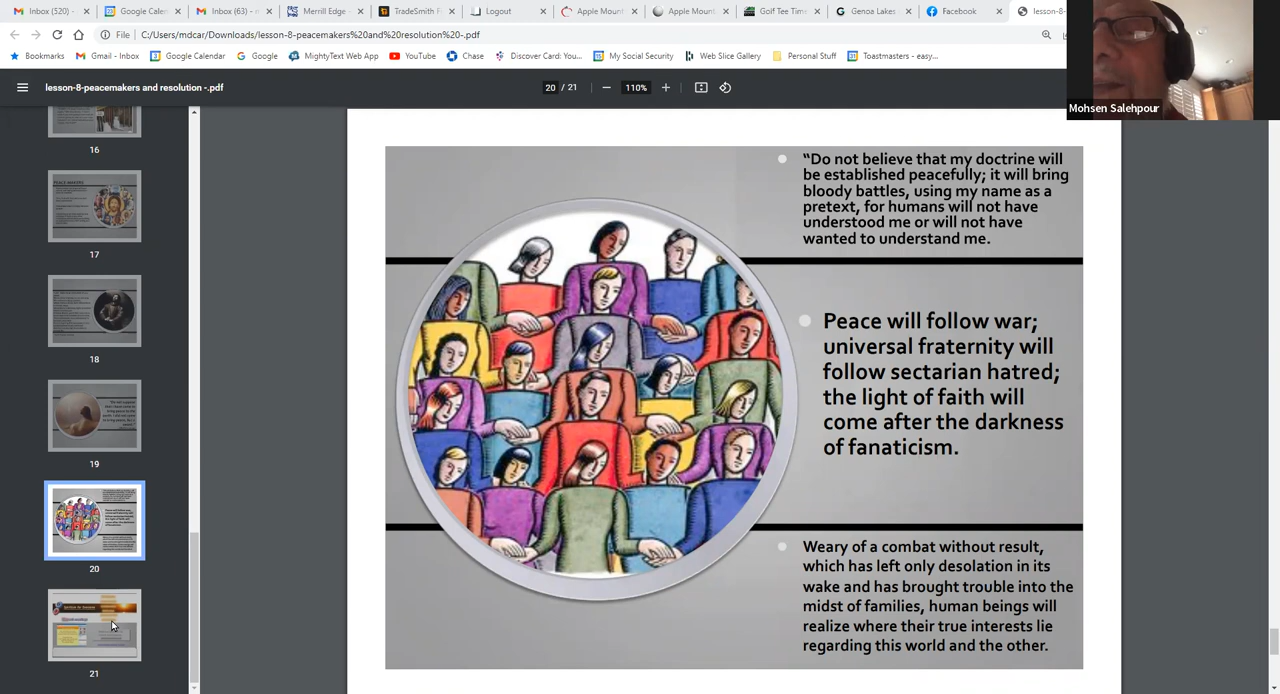 Inbox (520) -
Google Calen
Inbox (63) - m
Merrill Edge -
TradeSmith F
Logout
Apple Mount
Apple Mount
Golf Tee Time
Genoa Lakes
Facebook
lesson-8-
File
C:/Users/mdcar/Downloads/lesson-8-peacemakers%20and%20resolution%20-.pdf
Bookmarks
Gmail - Inbox
Google Calendar
Google
MightyText Web App
YouTube
Chase
Discover Card: You...
My Social Security
Web Slice Gallery
Personal Stuff
Toastmasters - easy...
lesson-8-peacemakers and resolution -.pdf
20 / 21
110%
Mohsen Salehpour
16
17
18
19
20
21
“Do not believe that my doctrine will
be established peacefully; it will bring
bloody battles, using my name as a
pretext, for humans will not have
understood me or will not have
wanted to understand me.
Peace will follow war;
universal fraternity will
follow sectarian hatred;
the light of faith will
come after the darkness
of fanaticism.
Weary of a combat without result,
which has left only desolation in its
wake and has brought trouble into the
midst of families, human beings will
realize where their true interests lie
regarding this world and the other.